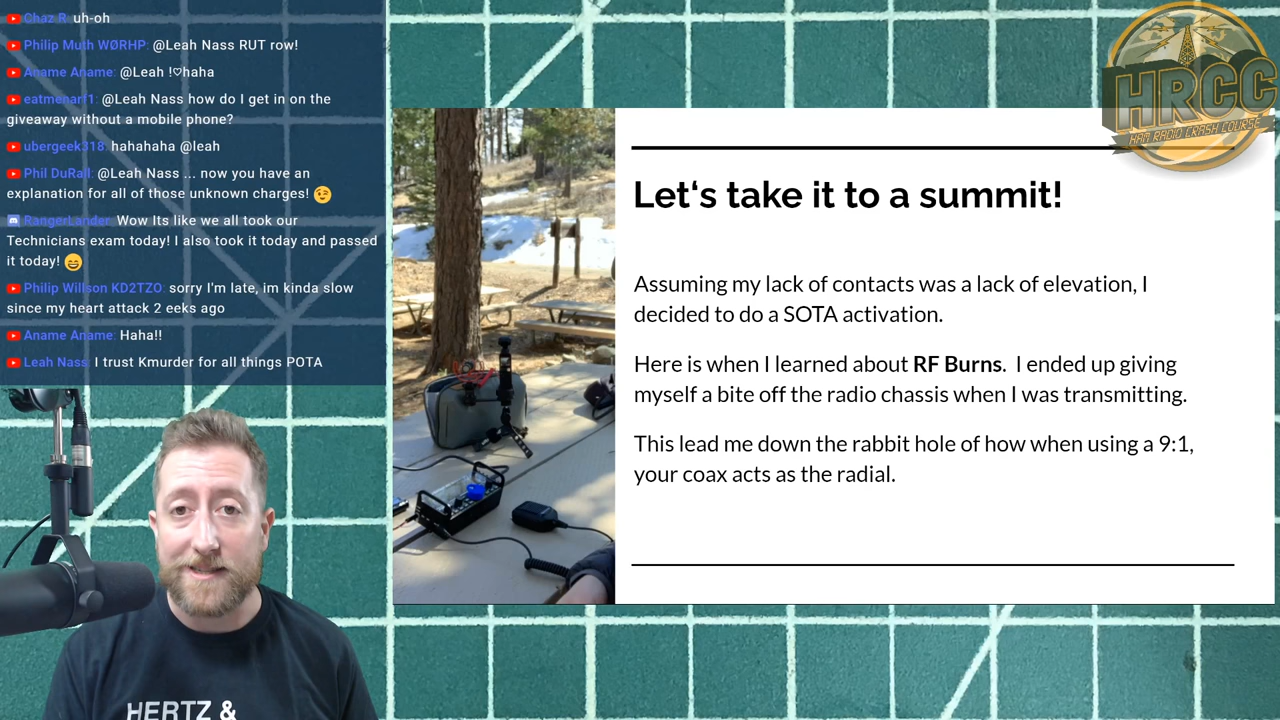 Chaz R: uh-oh
Philip Muth WØRHP: @Leah Nass RUT row!
Aname Aname: @Leah !♡haha
eatmenarf1: @Leah Nass how do I get in on the
giveaway without a mobile phone?
ubergeek318: hahahaha @leah
Phil DuRall: @Leah Nass ... now you have an
explanation for all of those unknown charges! 😉
RangerLander: Wow Its like we all took our
Technicians exam today! I also took it today and passed
it today! 😄
Philip Willson KD2TZO: sorry I'm late, im kinda slow
since my heart attack 2 eeks ago
Aname Aname: Haha!!
Leah Nass: I trust Kmurder for all things POTA
HERTZ &
HRCC
HAM RADIO CRASH COURSE
Let‘s take it to a summit!
Assuming my lack of contacts was a lack of elevation, I
decided to do a SOTA activation.
Here is when I learned about RF Burns.  I ended up giving
myself a bite off the radio chassis when I was transmitting.
This lead me down the rabbit hole of how when using a 9:1,
your coax acts as the radial.